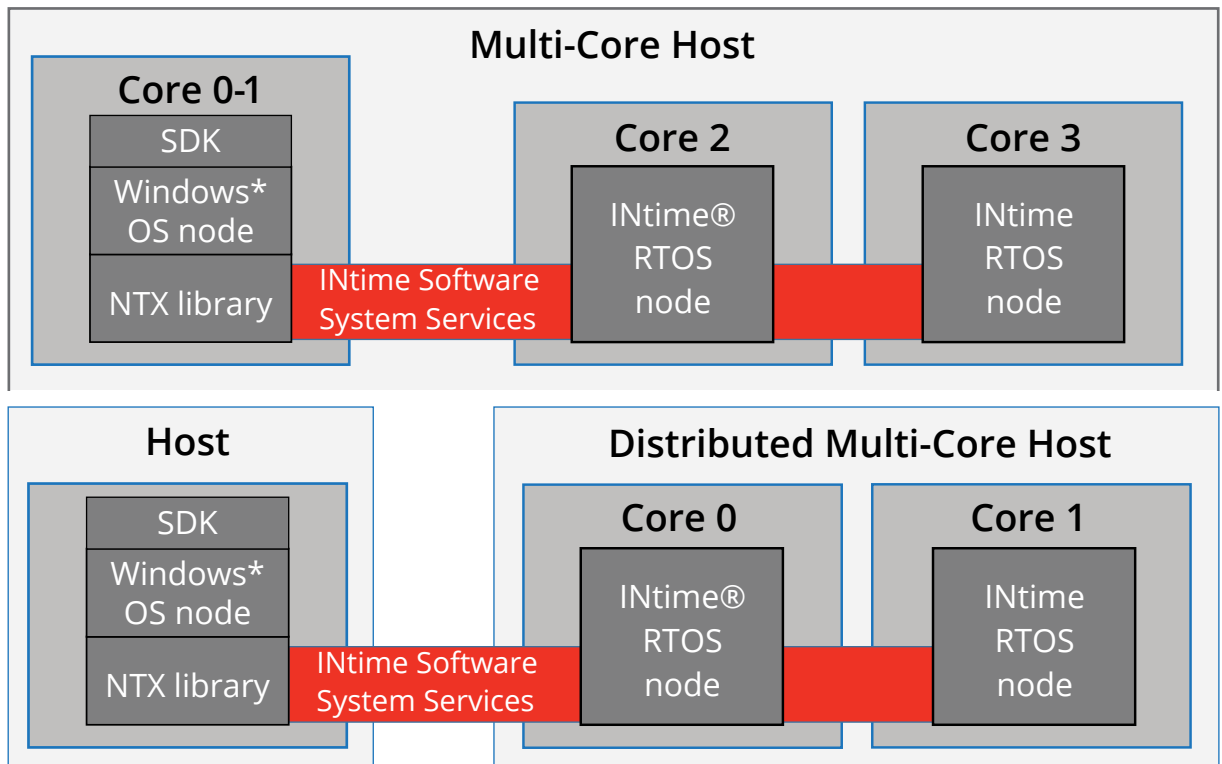 Multi-Core Host
Core 0-1
SDK
Windows*
OS node
NTX library
INtime Software
System Services
Core 2
INtime®
RTOS
node
Core 3
INtime
RTOS
node
Host
SDK
Windows*
OS node
NTX library
INtime Software
System Services
Distributed Multi-Core Host
Core 0
INtime®
RTOS
node
Core 1
INtime
RTOS
node